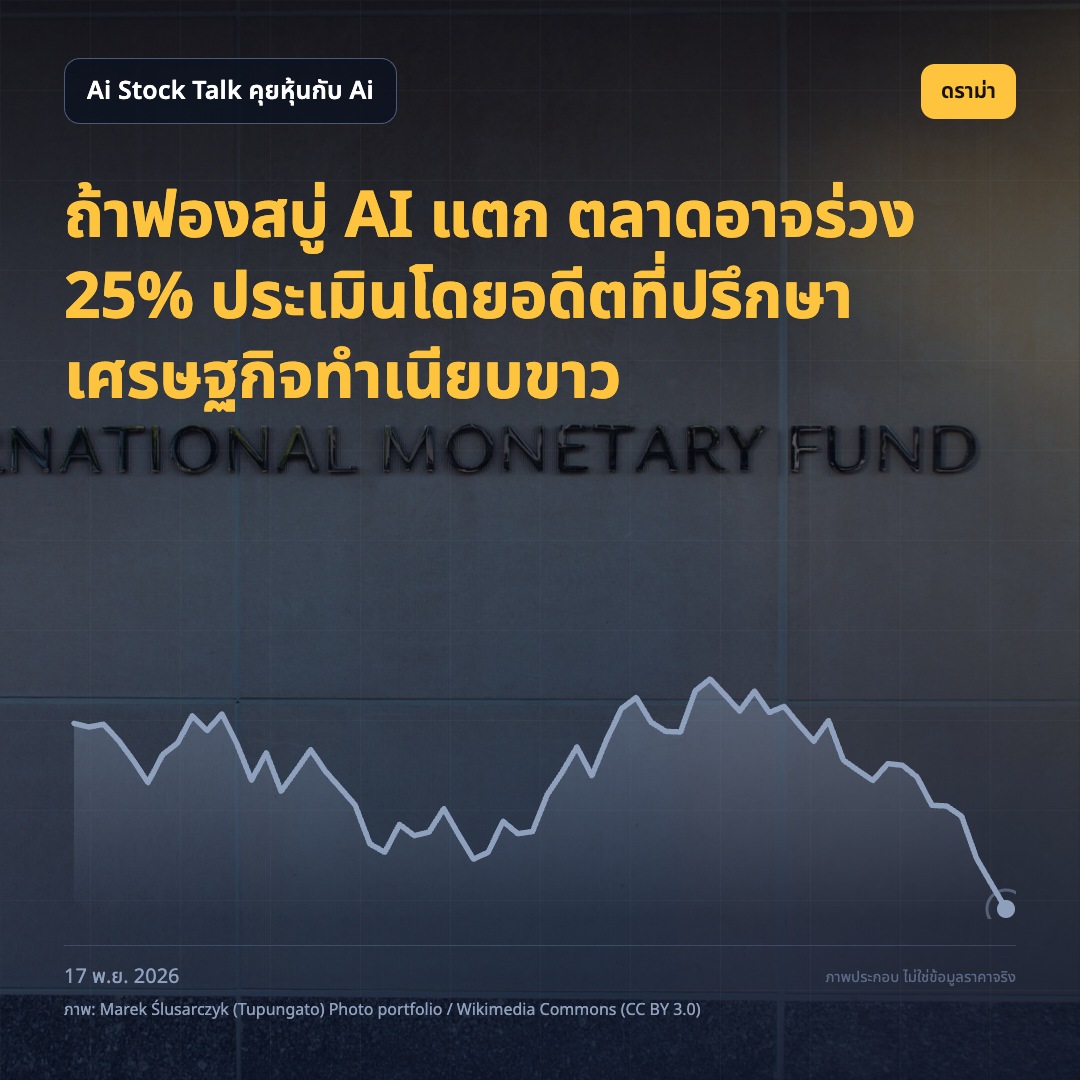 Ai Stock Talk คุยหุ้นกับ Ai
ดราม่า
ถ้าฟองสบู่ AI แตก ตลาดอาจร่วง
25% ประเมินโดยอดีตที่ปรึกษา
เศรษฐกิจทำเนียบขาว
RNATIONAL MONETARY FUND
17 พ.ย. 2026
ภาพประกอบ ไม่ใช่ข้อมูลราคาจริง
ภาพ: Marek Ślusarczyk (Tupungato) Photo portfolio / Wikimedia Commons (CC BY 3.0)